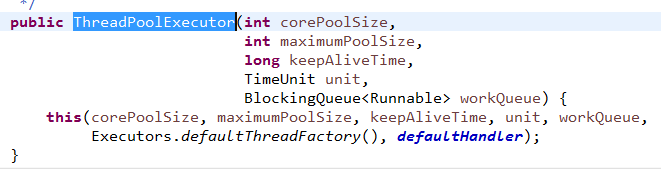 */
public ThreadPoolExecutor(int corePoolSize,
int maximumPoolSize,
long keepAliveTime,
TimeUnit unit,
BlockingQueue<Runnable> workQueue) {
this(corePoolSize, maximumPoolSize, keepAliveTime, unit, workQueue,
Executors.defaultThreadFactory(), defaultHandler);
}